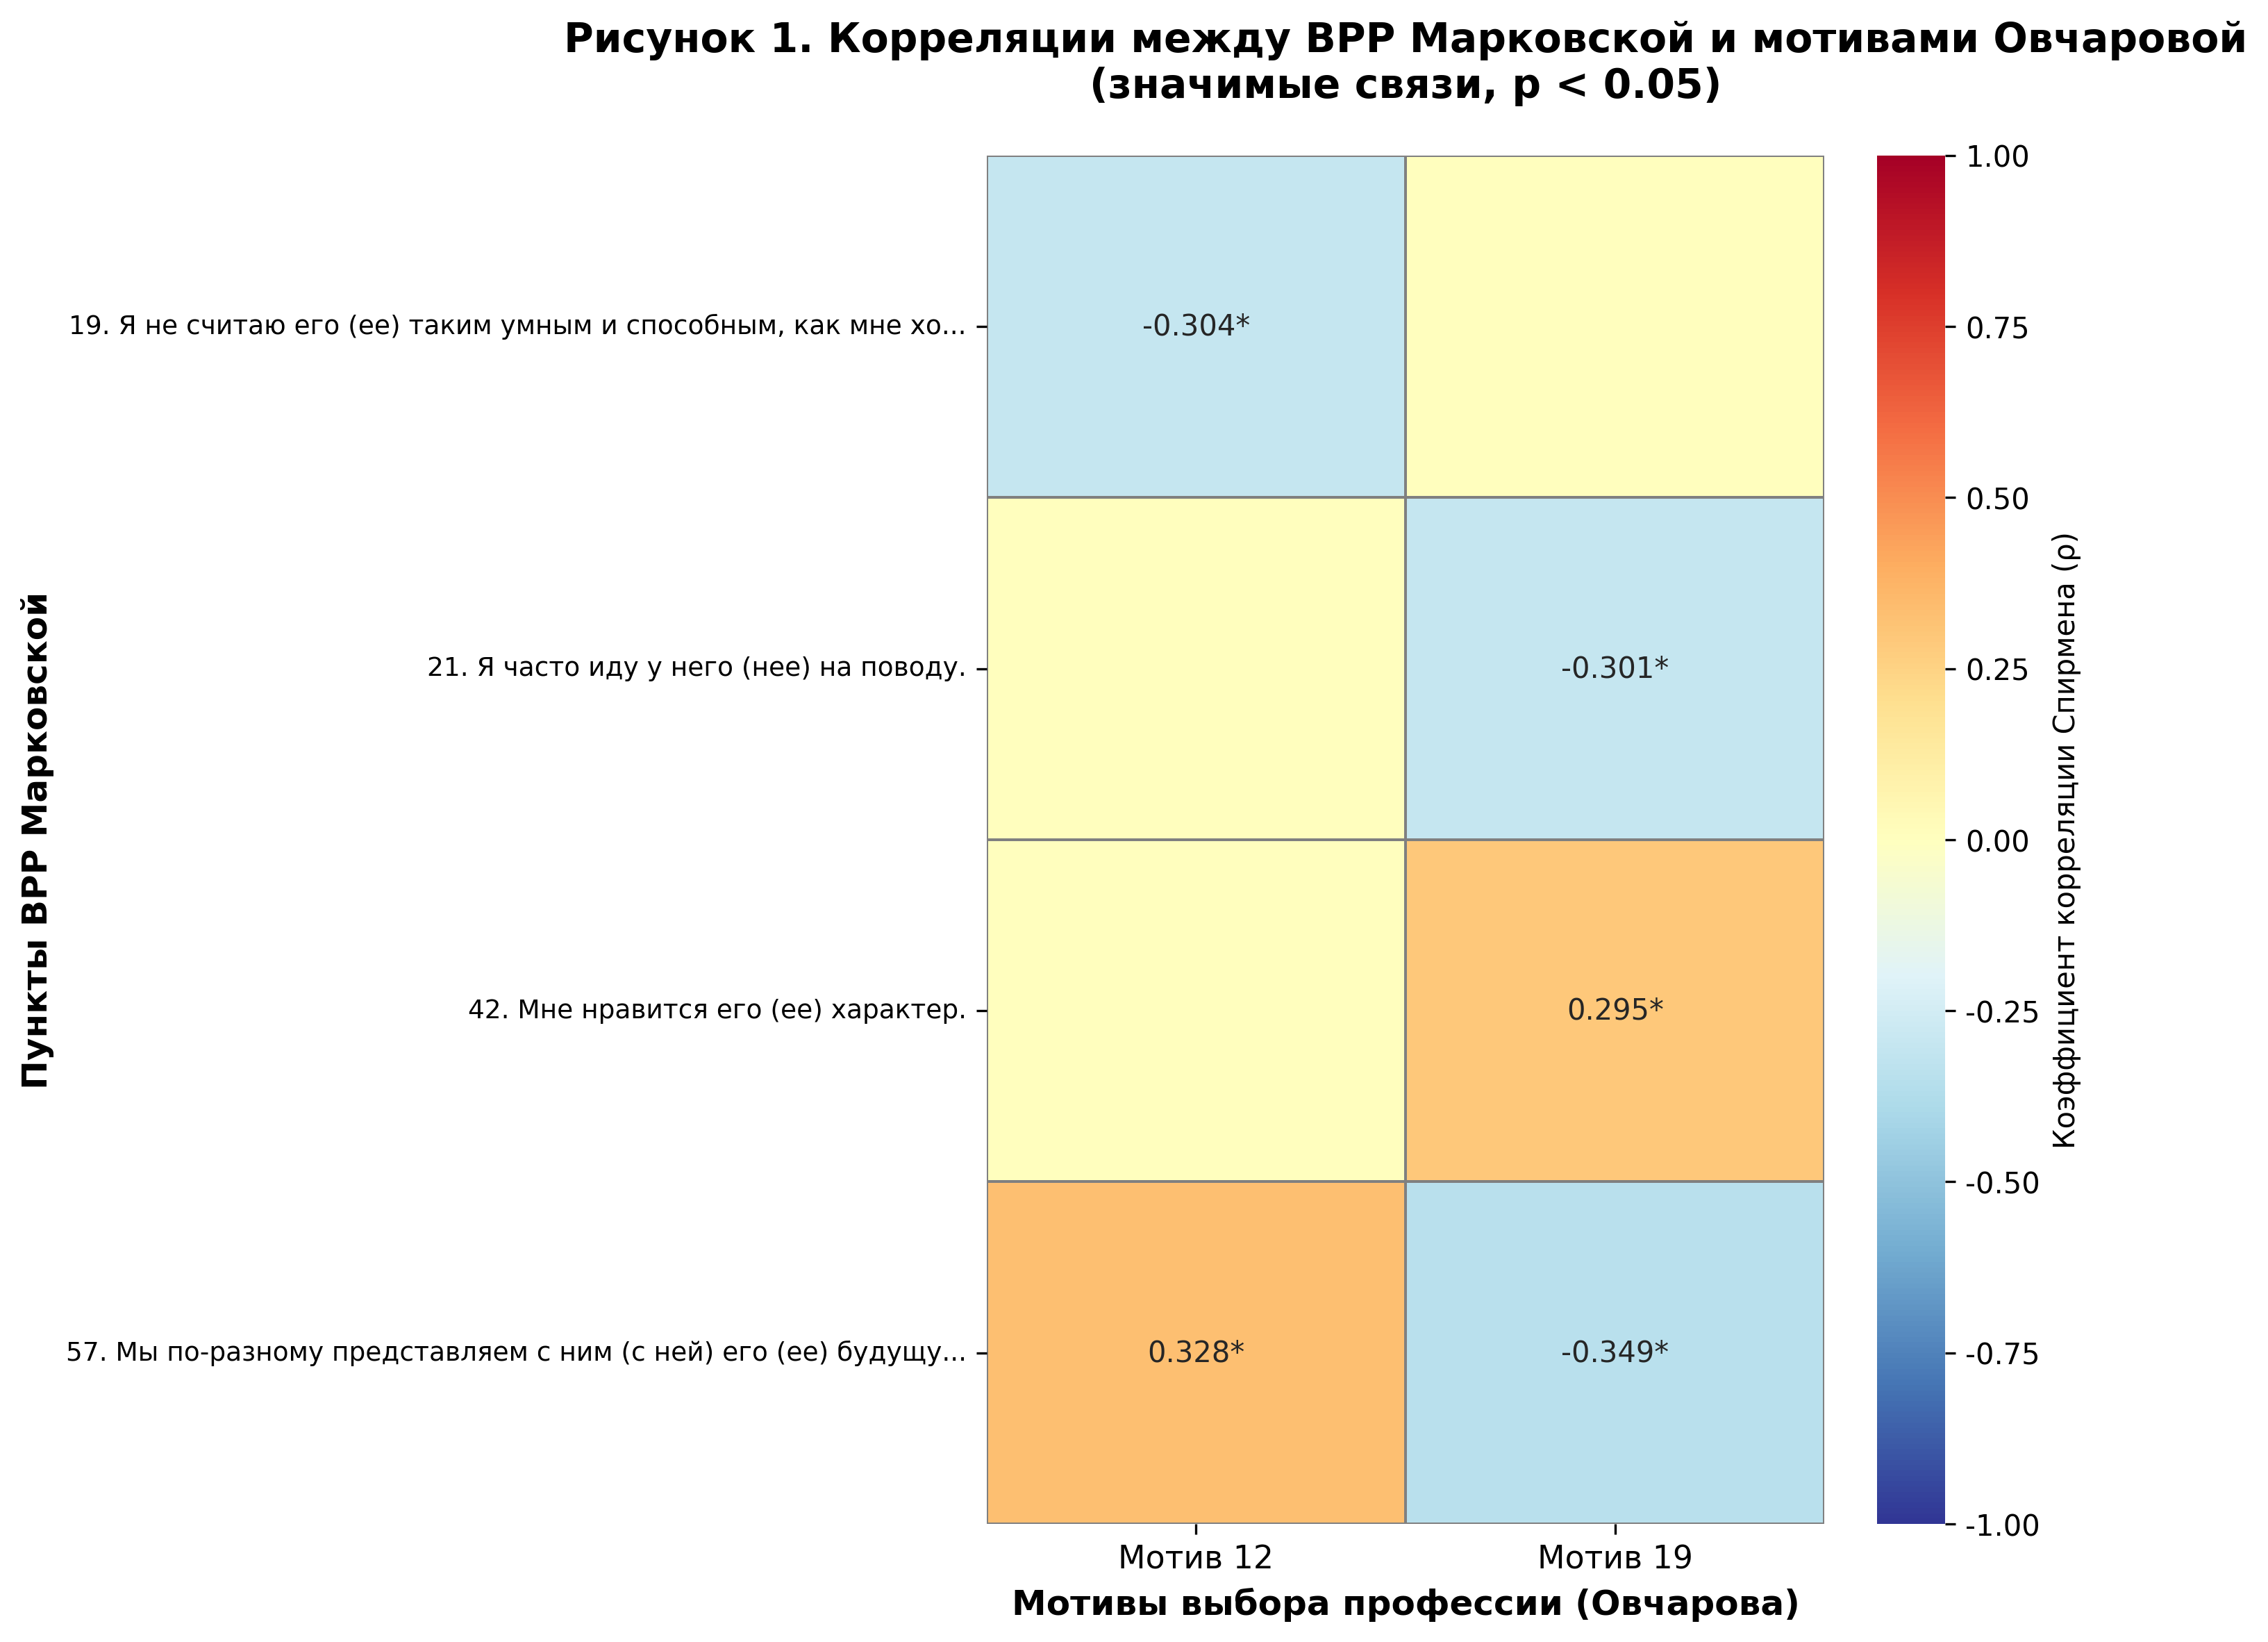 Рисунок 1. Корреляции между ВРР Марковской и мотивами Овчаровой
(значимые связи, p < 0.05)
Пункты ВРР Марковской
19. Я не считаю его (ее) таким умным и способным, как мне хо...
-0.304*
21. Я часто иду у него (нее) на поводу.
-0.301*
42. Мне нравится его (ее) характер.
0.295*
57. Мы по-разному представляем с ним (с ней) его (ее) будущу...
0.328*
-0.349*
Мотив 12
Мотив 19
Мотивы выбора профессии (Овчарова)
1.00
0.75
0.50
0.25
0.00
-0.25
-0.50
-0.75
-1.00
Коэффициент корреляции Спирмена (ρ)